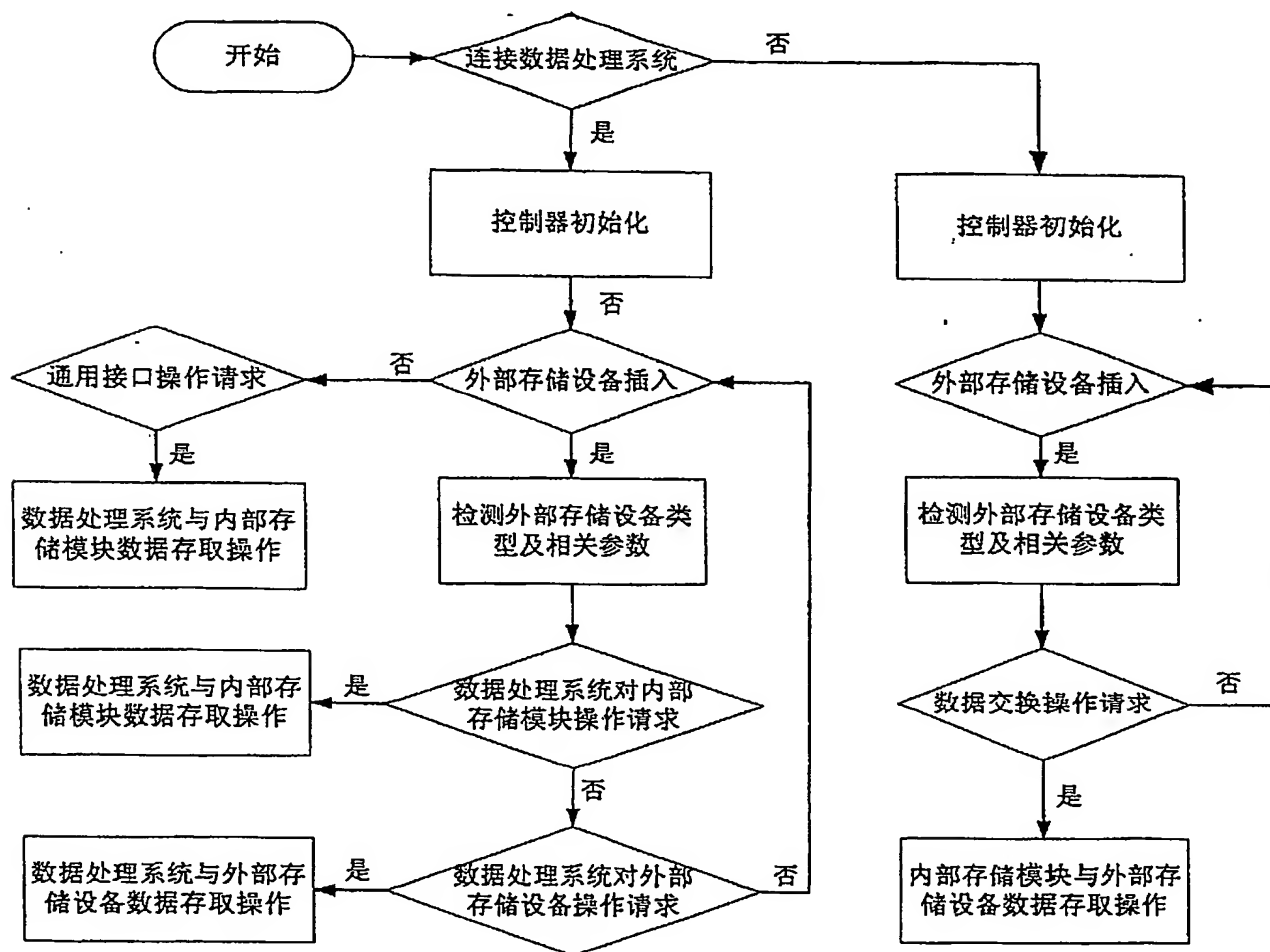 开始
连接数据处理系统
否
是
控制器初始化
控制器初始化
否
通用接口操作请求
否
外部存储设备插入
外部存储设备插入
是
是
是
数据处理系统与内部存
储模块数据存取操作
检测外部存储设备类
型及相关参数
检测外部存储设备类
型及相关参数
数据处理系统与内部存
储模块数据存取操作
是
数据处理系统对内部
存储模块操作请求
数据交换操作请求
否
否
是
数据处理系统与外部存
储设备数据存取操作
是
数据处理系统对外部
存储设备操作请求
否
内部存储模块与外部存
储设备数据存取操作